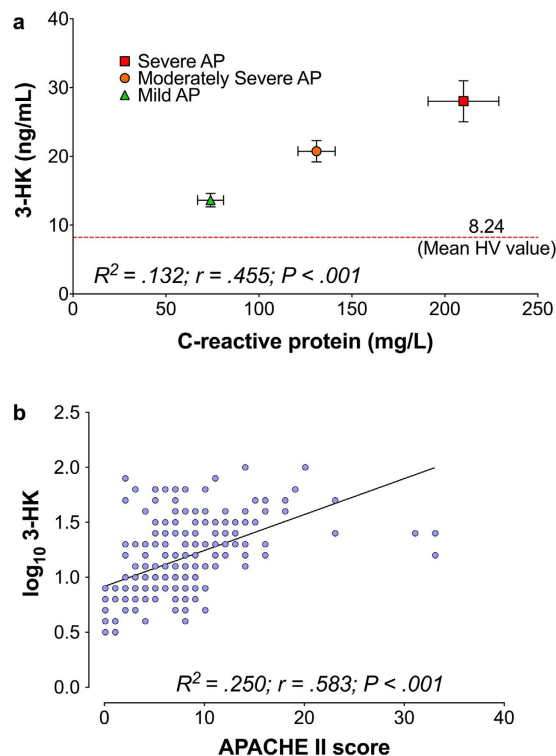 a
3-HK (ng/mL)
40
30
20
10
0
Severe AP
Moderately Severe AP
Mild AP
8.24
(Mean HV value)
R² = .132; r = .455; P < .001
0 50 100 150 200 250
C-reactive protein (mg/L)
b
log₁₀ 3-HK
2.5
2.0
1.5
1.0
0.5
0.0
R² = .250; r = .583; P < .001
0 10 20 30 40
APACHE II score